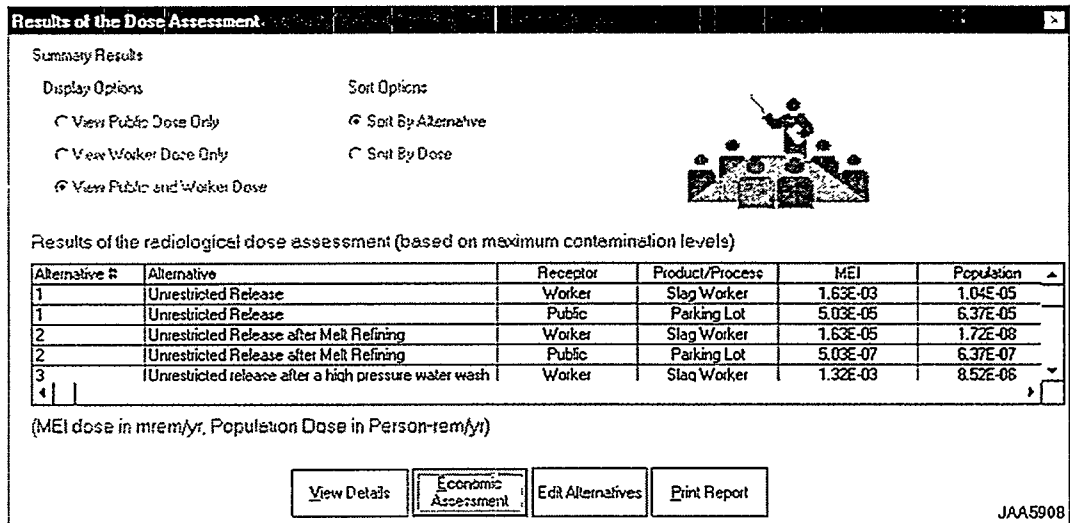 Results of the Dose Assessment
Summary Results
Display Options
Sort Options
View Public Dose Only
Sort By Alternative
View Worker Dose Only
Sort By Dose
View Public and Worker Dose
Results of the radiological dose assessment (based on maximum contamination levels)
Alternative # Alternative Receptor Product/Process MEI Population
1 Unrestricted Release Worker Slag Worker 1.63E-03 1.04E-05
1 Unrestricted Release Public Parking Lot 5.03E-05 6.37E-05
2 Unrestricted Release after Melt Refining Worker Slag Worker 1.63E-05 1.72E-08
2 Unrestricted Release after Melt Refining Public Parking Lot 5.03E-07 6.37E-07
3 Unrestricted release after a high pressure water wash Worker Slag Worker 1.32E-03 8.52E-06
(MEI dose in mrem/yr, Population Dose in Person-rem/yr)
View Details
Economic
Assessment
Edit Alternatives
Print Report
JAA5908